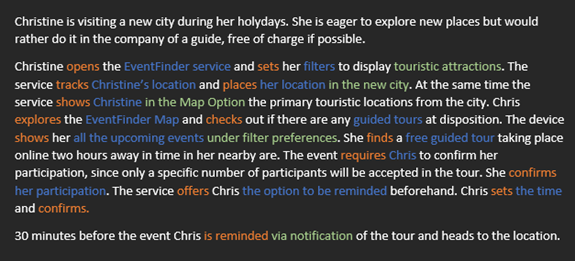 Christine is visiting a new city during her holydays. She is eager to explore new places but would
rather do it in the company of a guide, free of charge if possible.
Christine opens the EventFinder service and sets her filters to display touristic attractions. The
service tracks Christine's location and places her location in the new city. At the same time the
service shows Christine in the Map Option the primary touristic locations from the city. Chris
explores the EventFinder Map and checks out if there are any guided tours at disposition. The device
shows her all the upcoming events under filter preferences. She finds a free guided tour taking place
online two hours away in time in her nearby are. The event requires Chris to confirm her
participation, since only a specific number of participants will be accepted in the tour. She confirms
her participation. The service offers Chris the option to be reminded beforehand. Chris sets the time
and confirms.
30 minutes before the event Chris is reminded via notification of the tour and heads to the location.